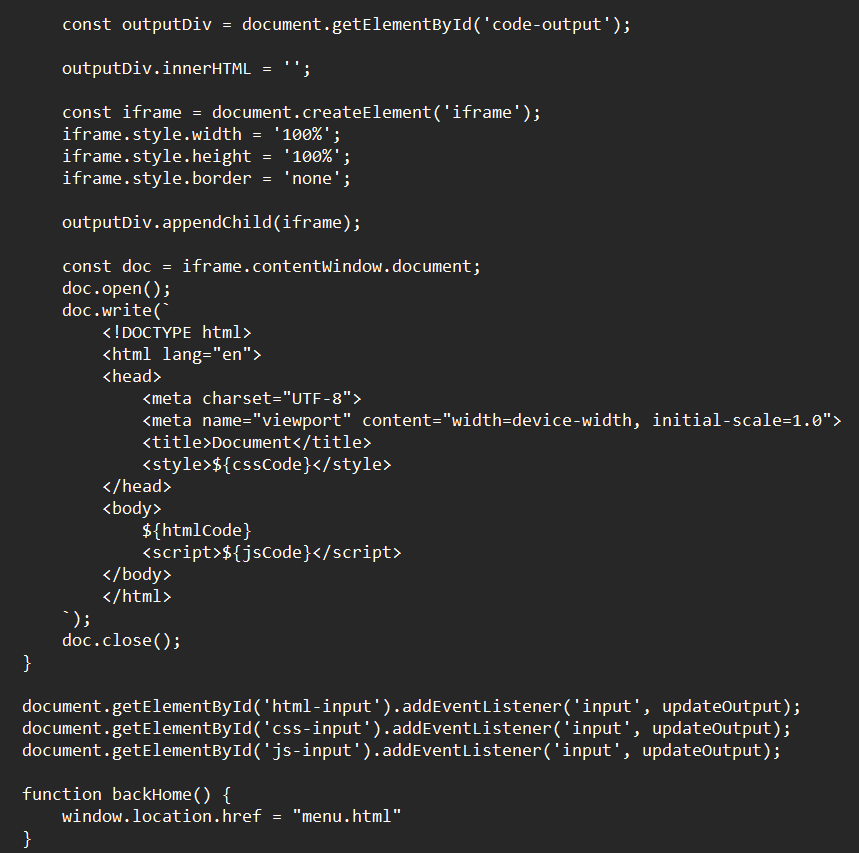 const outputDiv = document.getElementById('code-output');
outputDiv.innerHTML = '';
const iframe = document.createElement('iframe');
iframe.style.width = '100%';
iframe.style.height = '100%';
iframe.style.border = 'none';
outputDiv.appendChild(iframe);
const doc = iframe.contentWindow.document;
doc.open();
doc.write(`
<!DOCTYPE html>
<html lang="en">
<head>
<meta charset="UTF-8">
<meta name="viewport" content="width=device-width, initial-scale=1.0">
<title>Document</title>
<style>${cssCode}</style>
</head>
<body>
${htmlCode}
<script>${jsCode}</script>
</body>
</html>
`);
doc.close();
}
document.getElementById('html-input').addEventListener('input', updateOutput);
document.getElementById('css-input').addEventListener('input', updateOutput);
document.getElementById('js-input').addEventListener('input', updateOutput);
function backHome() {
window.location.href = "menu.html"
}